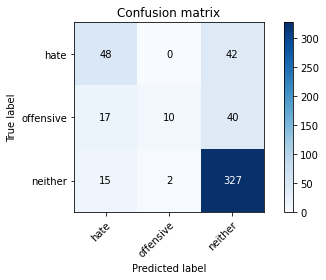 Confusion matrix
True label
hate 48 0 42
offensive 17 10 40
neither 15 2 327
hate offensive neither
Predicted label
300
250
200
150
100
50
0